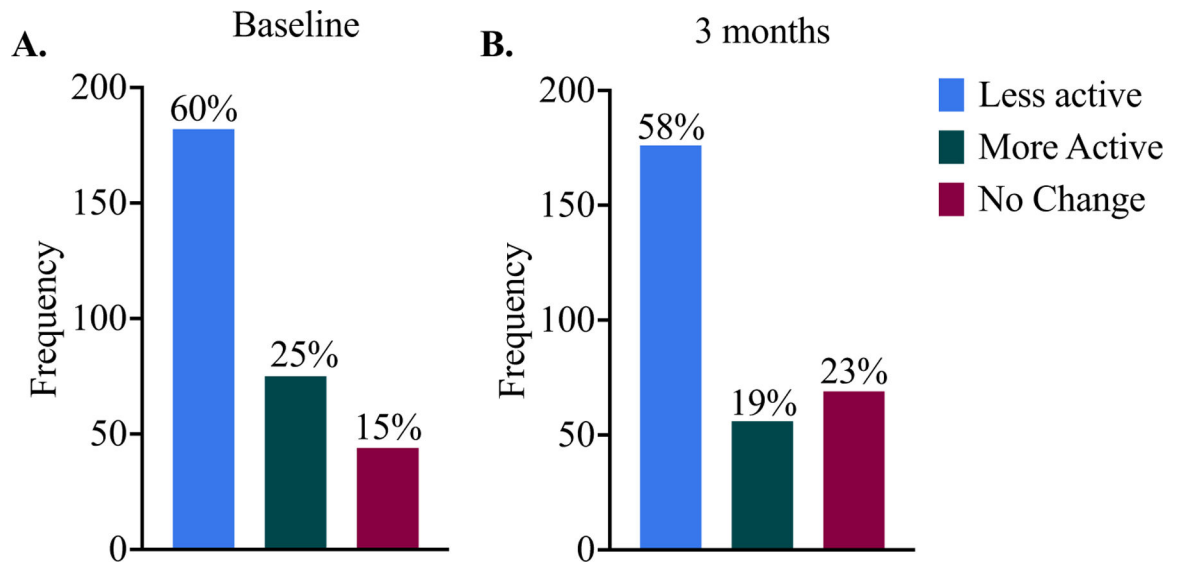 A.
Baseline
Frequency
200
150
100
50
0
60%
25%
15%
B.
3 months
Frequency
200
150
100
50
0
58%
19%
23%
Less active
More Active
No Change